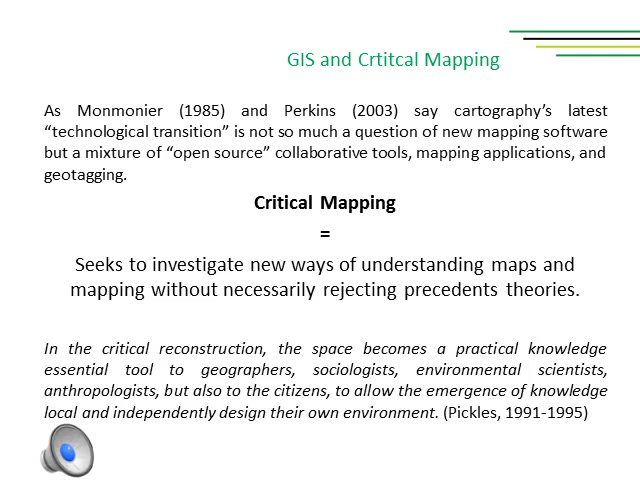 GIS and Crtitcal Mapping
As Monmonier (1985) and Perkins (2003) say cartography’s latest
“technological transition” is not so much a question of new mapping software
but a mixture of “open source” collaborative tools, mapping applications, and
geotagging.
Critical Mapping
=
Seeks to investigate new ways of understanding maps and
mapping without necessarily rejecting precedents theories.
In the critical reconstruction, the space becomes a practical knowledge
essential tool to geographers, sociologists, environmental scientists,
anthropologists, but also to the citizens, to allow the emergence of knowledge
local and independently design their own environment. (Pickles, 1991-1995)